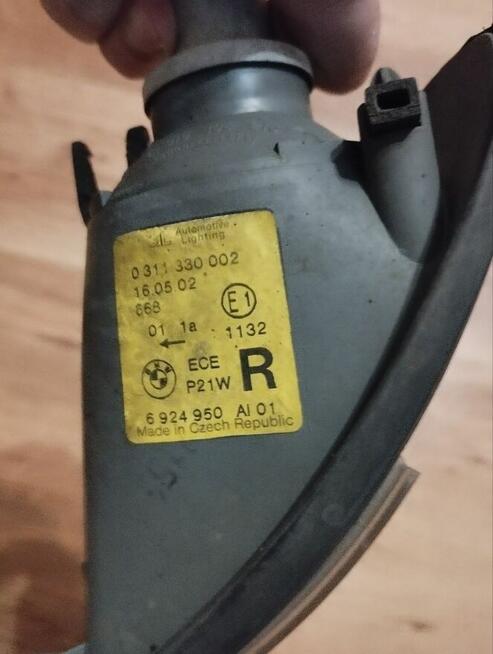 Automotive
Lighting
0 311 330 002
16.05 02
668
E1
01 1a 1132
ECE
P21W R
6 924 950 AI 01
Made in Czech Republic